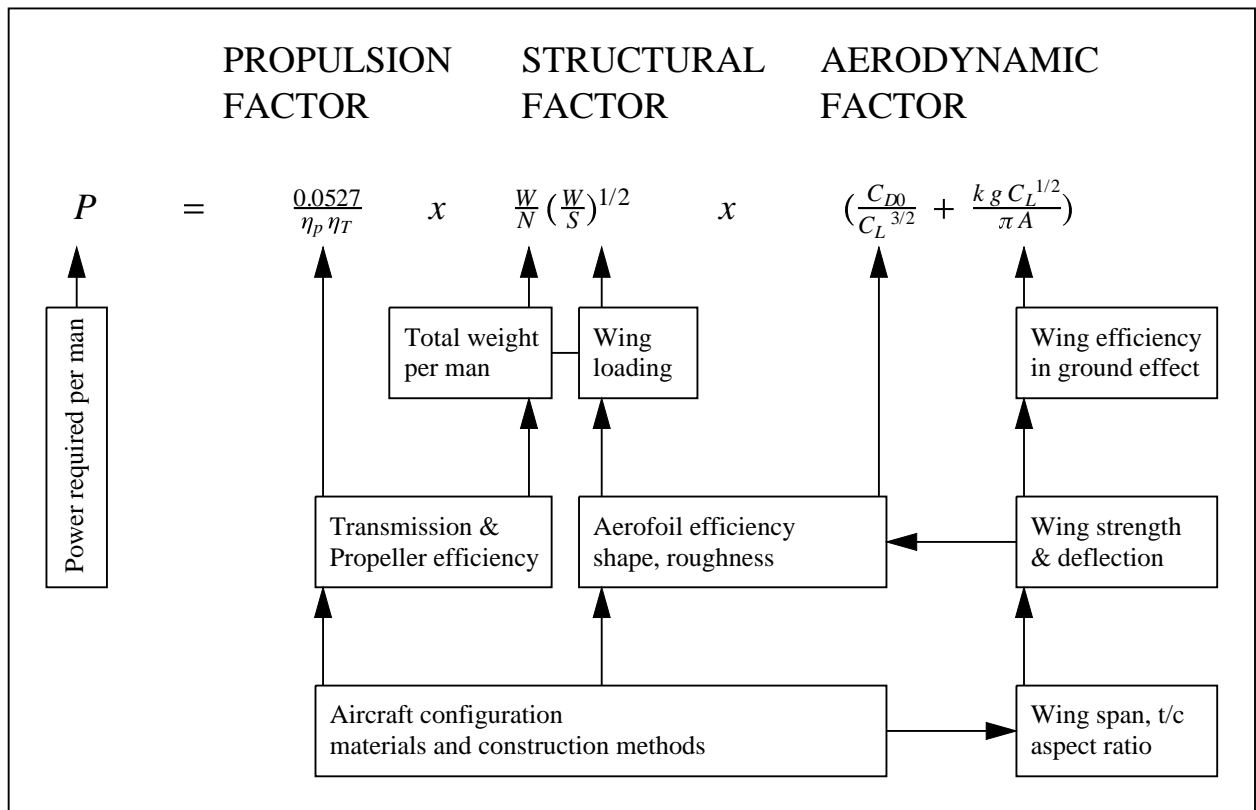 PROPULSION STRUCTURAL AERODYNAMIC
FACTOR FACTOR FACTOR
P = 0.0527/(η_p η_T) x W/N (W/S)^{1/2} x (C_{D0}/C_L^{3/2} + k g C_L^{1/2}/(π A))
Power required per man
Total weight
per man
Wing
loading
Wing efficiency
in ground effect
Transmission &
Propeller efficiency
Aerofoil efficiency
shape, roughness
Wing strength
& deflection
Aircraft configuration
materials and construction methods
Wing span, t/c
aspect ratio